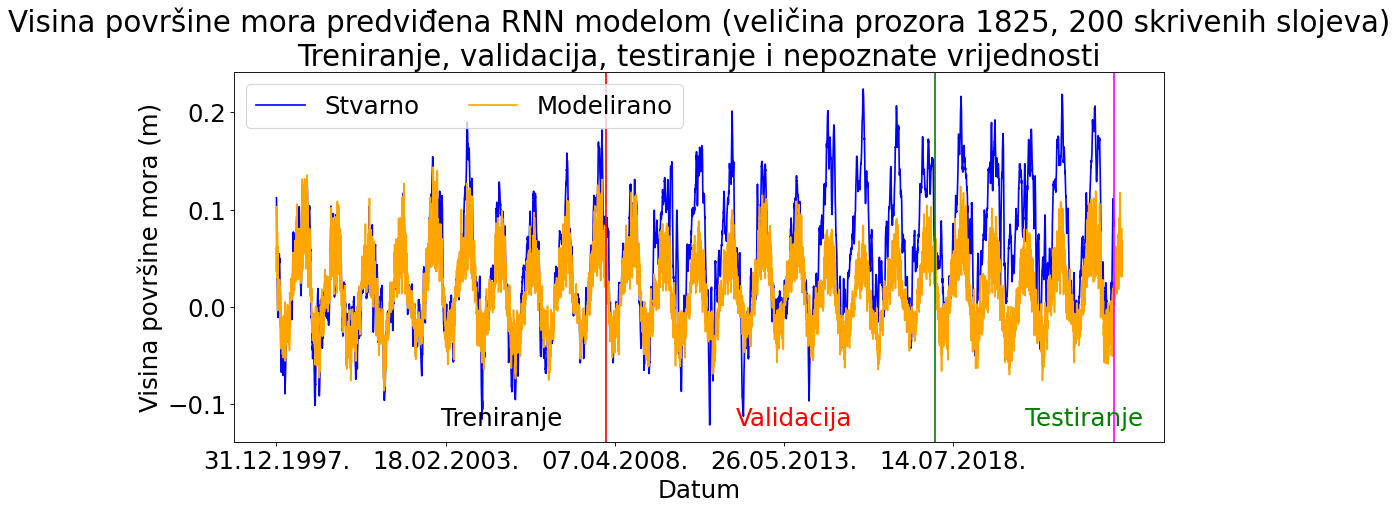 Visina površine mora predviđena RNN modelom (veličina prozora 1825, 200 skrivenih slojeva)
Treniranje, validacija, testiranje i nepoznate vrijednosti
Stvarno Modelirano
Visina površine mora (m)
0.2
0.1
0.0
−0.1
Treniranje Validacija Testiranje
31.12.1997. 18.02.2003. 07.04.2008. 26.05.2013. 14.07.2018.
Datum